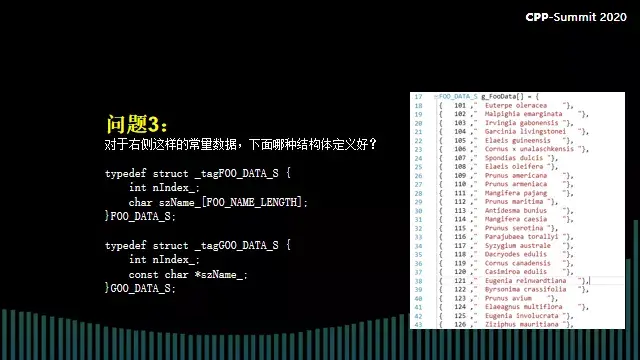 CPP-Summit 2020
问题3：
对于右侧这样的常量数据，下面哪种结构体定义好？
typedef struct _tagFOO_DATA_S {
int nIndex_;
char szName_[FOO_NAME_LENGTH];
}FOO_DATA_S;
typedef struct _tagGOO_DATA_S {
int nIndex_;
const char *szName_;
}GOO_DATA_S;
17 FOO_DATA_S g_FooData[] = {
18 { 101 ," Euterpe oleracea "},
19 { 102 ," Malpighia emarginata "},
20 { 103 ," Irvingia gabonensis "},
21 { 104 ," Garcinia livingstonei "},
22 { 105 ," Elaeis guineensis "},
23 { 106 ," Cornus × unalaschkensis "},
24 { 107 ," Spondias dulcis "},
25 { 108 ," Elaeis oleifera "},
26 { 109 ," Prunus americana "},
27 { 110 ," Prunus armeniaca "},
28 { 111 ," Mangifera pajang "},
29 { 112 ," Prunus maritima "},
30 { 113 ," Antidesma bunius "},
31 { 114 ," Mangifera caesia "},
32 { 115 ," Prunus serotina "},
33 { 116 ," Parajubaea torallyi "},
34 { 117 ," Syzygium australe "},
35 { 118 ," Dacryodes edulis "},
36 { 119 ," Cornus canadensis "},
37 { 120 ," Casimiroa edulis "},
38 { 121 ," Eugenia reinwardtiana "},
39 { 122 ," Byrsonima crassifolia "},
40 { 123 ," Prunus avium "},
41 { 124 ," Elaeagnus multiflora "},
42 { 125 ," Eugenia involucrata "},
43 { 126 ," Ziziphus mauritiana "},